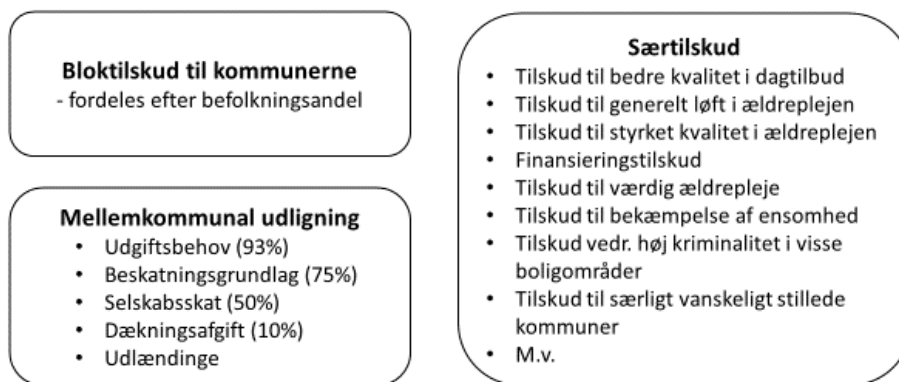 Bloktilskud til kommunerne
- fordeles efter befolkningsandel
Mellemkommunal udligning
• Udgiftsbehov (93%)
• Beskatningsgrundlag (75%)
• Selskabsskat (50%)
• Dækningsafgift (10%)
• Udlændinge
Særtilskud
• Tilskud til bedre kvalitet i dagtilbud
• Tilskud til generelt løft i ældreplejen
• Tilskud til styrket kvalitet i ældreplejen
• Finansieringstilskud
• Tilskud til værdig ældrepleje
• Tilskud til bekæmpelse af ensomhed
• Tilskud vedr. høj kriminalitet i visse
boligområder
• Tilskud til særligt vanskeligt stillede
kommuner
• M.v.